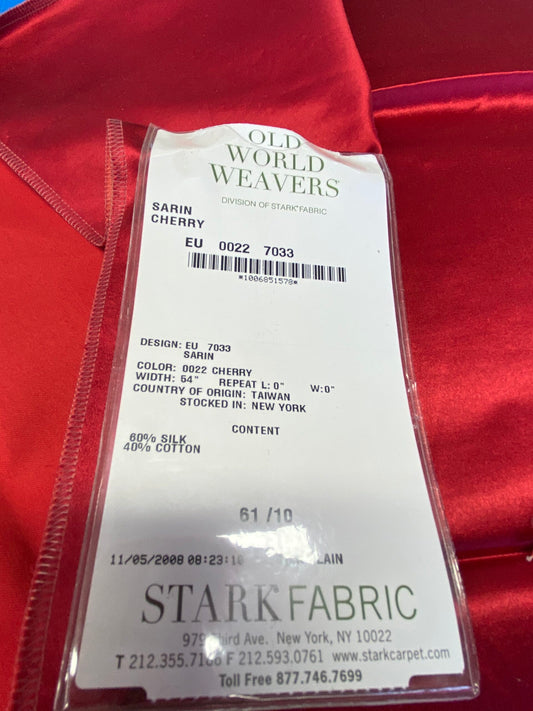 OLD
WORLD
WEAVERS
DIVISION OF STARK FABRIC
SARIN
CHERRY
EU 0022 7033
*1006851578*
DESIGN: EU 7033
SARIN
COLOR: 0022 CHERRY
WIDTH: 54" REPEAT L: 0" W:0"
COUNTRY OF ORIGIN: TAIWAN
STOCKED IN: NEW YORK
CONTENT
60% SILK
40% COTTON
61 /10
11/05/2008 08:23:10 LAIN
STARK FABRIC
979 Third Ave. New York, NY 10022
T 212.355.7186 F 212.593.0761 www.starkcarpet.com
Toll Free 877.746.7699